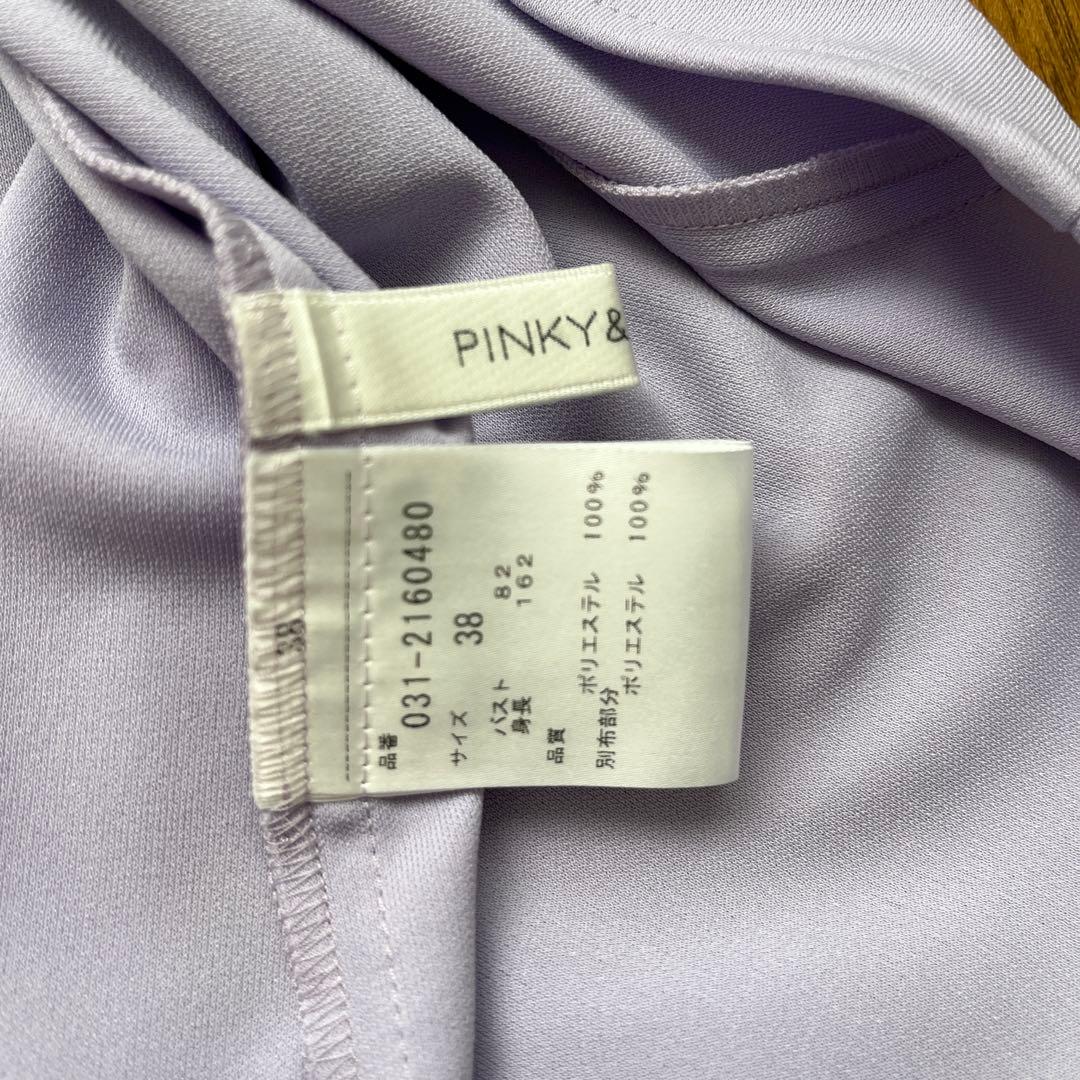 PINKY&
38
品番 031-2160480
サイズ 38
バスト 82
身長 162
品質
ポリエステル 100%
別布部分
ポリエステル 100%